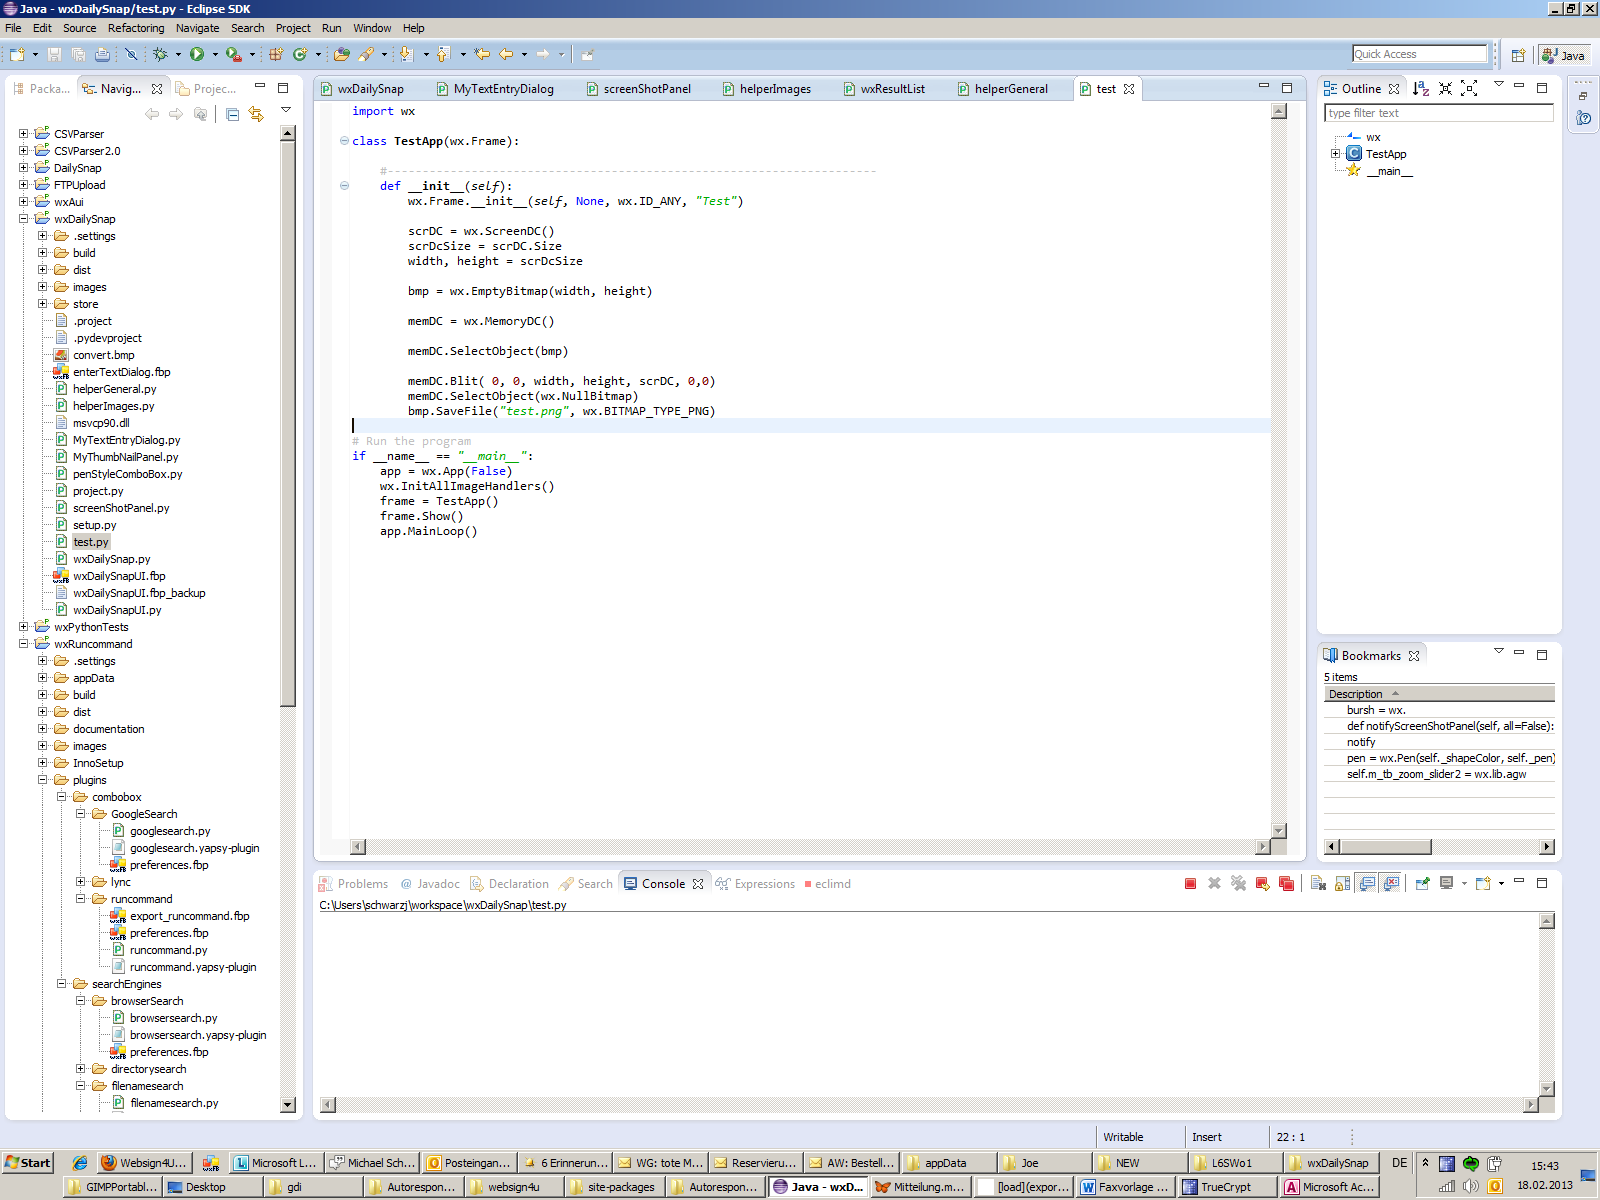 Java - wxDailySnap/test.py - Eclipse SDK
File Edit Source Refactoring Navigate Search Project Run Window Help
Quick Access
Java
Packa... Navig... Projec...
CSVParser
CSVParser2.0
DailySnap
FTPUpload
wxAui
wxDailySnap
.settings
build
dist
images
store
.project
.pydevproject
convert.bmp
enterTextDialog.fbp
helperGeneral.py
helperImages.py
msvcp90.dll
MyTextEntryDialog.py
MyThumbNailPanel.py
penStyleComboBox.py
project.py
screenShotPanel.py
setup.py
test.py
wxDailySnap.py
wxDailySnapUI.fbp
wxDailySnapUI.fbp_backup
wxDailySnapUI.py
wxPythonTests
wxRuncommand
.settings
appData
build
dist
documentation
images
InnoSetup
plugins
combobox
GoogleSearch
googlesearch.py
googlesearch.yapsy-plugin
preferences.fbp
lync
runcommand
export_runcommand.fbp
preferences.fbp
runcommand.py
runcommand.yapsy-plugin
searchEngines
browserSearch
browsersearch.py
browsersearch.yapsy-plugin
preferences.fbp
directorysearch
filenamesearch
filenamesearch.py
wxDailySnap MyTextEntryDialog screenShotPanel helperImages wxResultList helperGeneral test
import wx
class TestApp(wx.Frame):
#----------------------------------------------------------------------
def __init__(self):
wx.Frame.__init__(self, None, wx.ID_ANY, "Test")
scrDC = wx.ScreenDC()
scrDcSize = scrDC.Size
width, height = scrDcSize
bmp = wx.EmptyBitmap(width, height)
memDC = wx.MemoryDC()
memDC.SelectObject(bmp)
memDC.Blit( 0, 0, width, height, scrDC, 0,0)
memDC.SelectObject(wx.NullBitmap)
bmp.SaveFile("test.png", wx.BITMAP_TYPE_PNG)
# Run the program
if __name__ == "__main__":
app = wx.App(False)
wx.InitAllImageHandlers()
frame = TestApp()
frame.Show()
app.MainLoop()
Outline
type filter text
wx
TestApp
__main__
Bookmarks
5 items
Description
bursh = wx.
def notifyScreenShotPanel(self, all=False):
notify
pen = wx.Pen(self._shapeColor, self._pen)
self.m_tb_zoom_slider2 = wx.lib.agw
Problems Javadoc Declaration Search Console Expressions eclimd
C:\Users\schwarzj\workspace\wxDailySnap\test.py
Writable Insert 22 : 1
Start Websign4U... Microsoft L... Michael Sch... Posteingan... 6 Erinnerun... WG: tote M... Reservieru... AW: Bestell... appData Joe NEW L6SWo1 wxDailySnap DE 15:43
GIMPPortabl... Desktop gdi Autorespon... websign4u site-packages Autorespon... Java - wxD... Mitteilung.m... [load](expor... Faxvorlage ... TrueCrypt Microsoft Ac... 18.02.2013